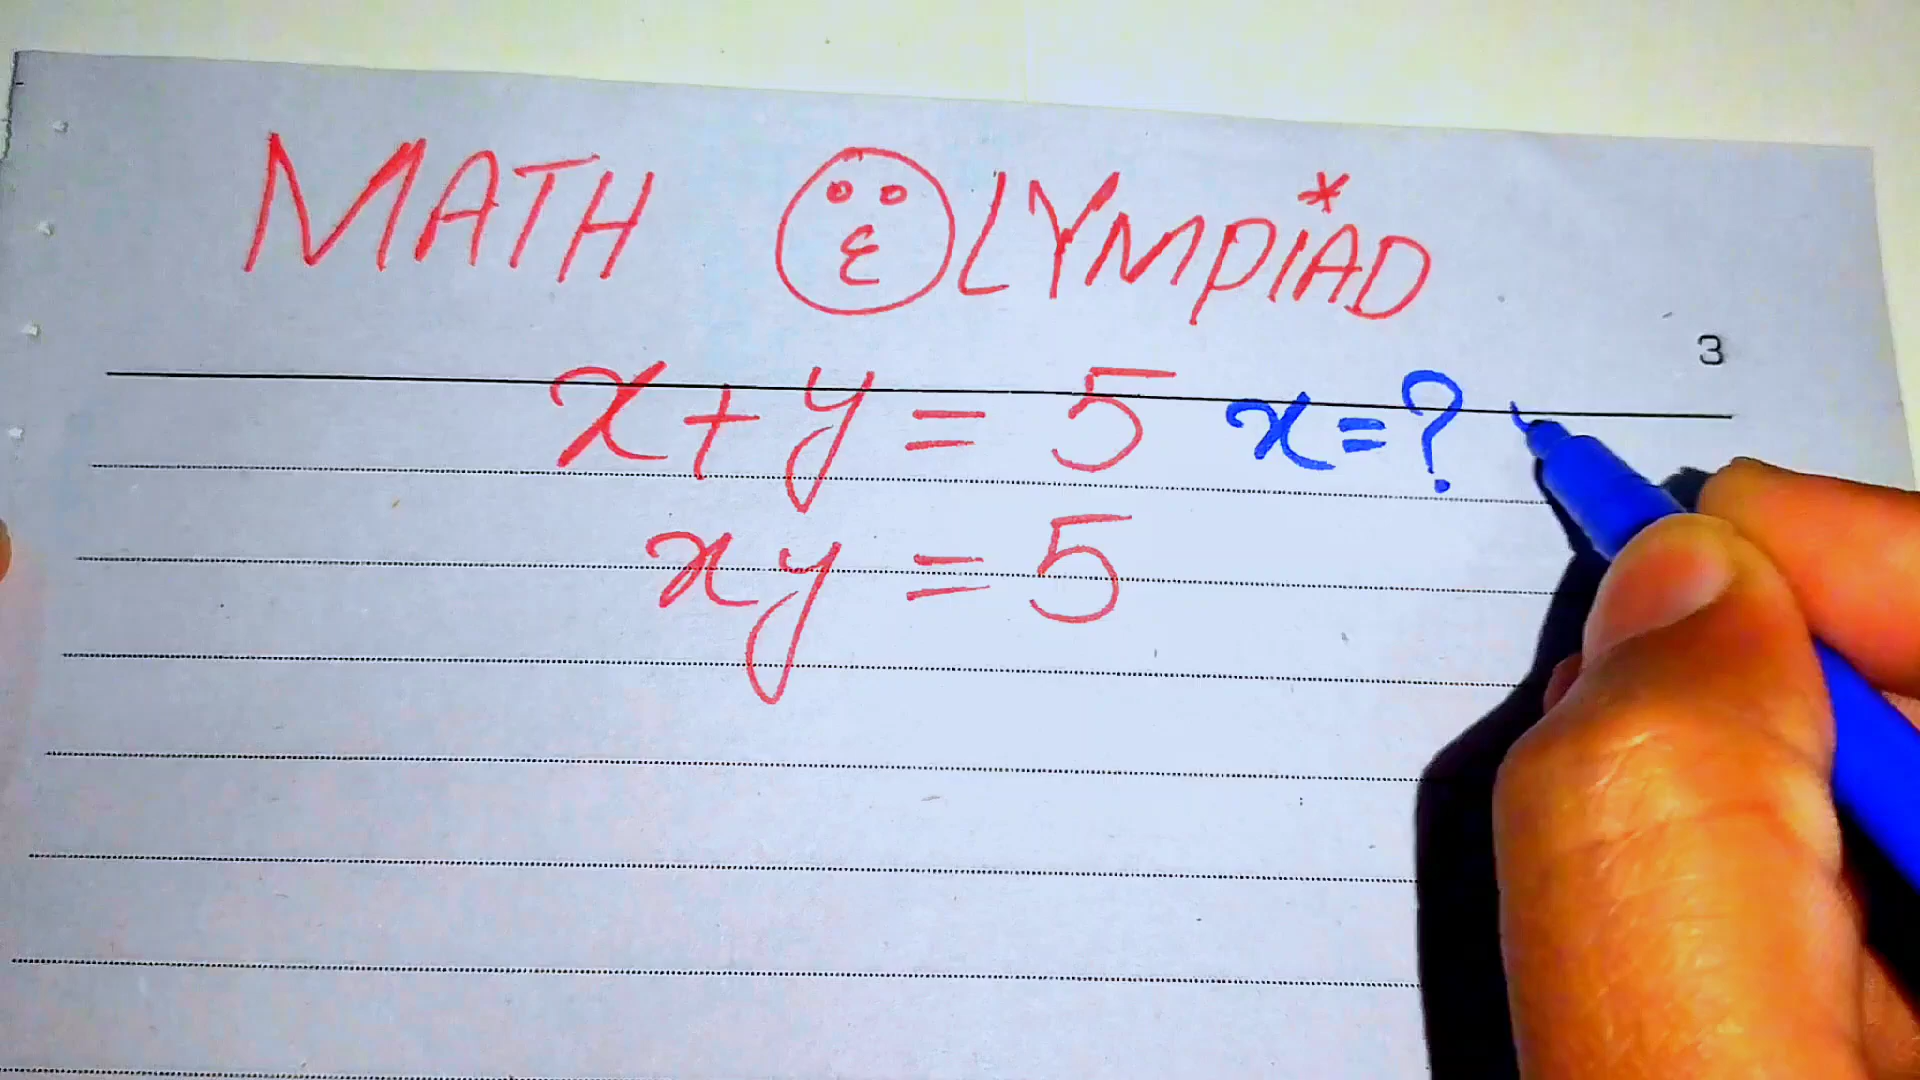 MATH OLYMPIAD
3
x+y = 5 x=?
xy = 5